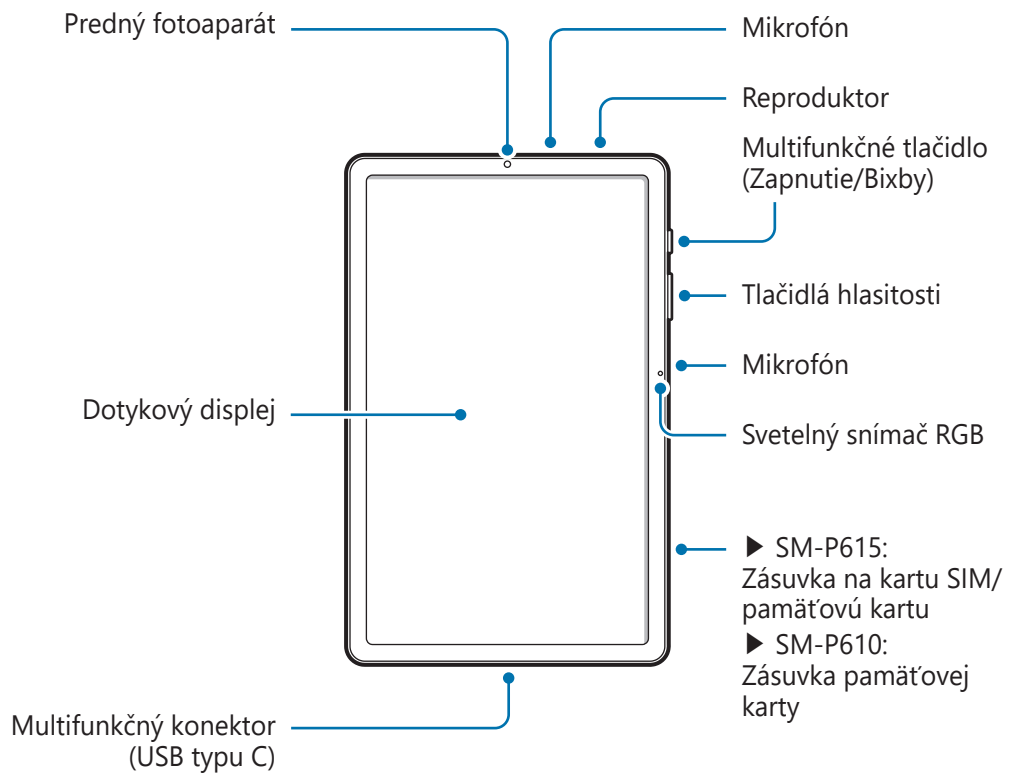 Predný fotoaparát
Mikrofón
Reproduktor
Multifunkčné tlačidlo
(Zapnutie/Bixby)
Tlačidlá hlasitosti
Mikrofón
Dotykový displej
Svetelný snímač RGB
▶ SM-P615:
Zásuvka na kartu SIM/
pamäťovú kartu
▶ SM-P610:
Zásuvka pamäťovej
karty
Multifunkčný konektor
(USB typu C)